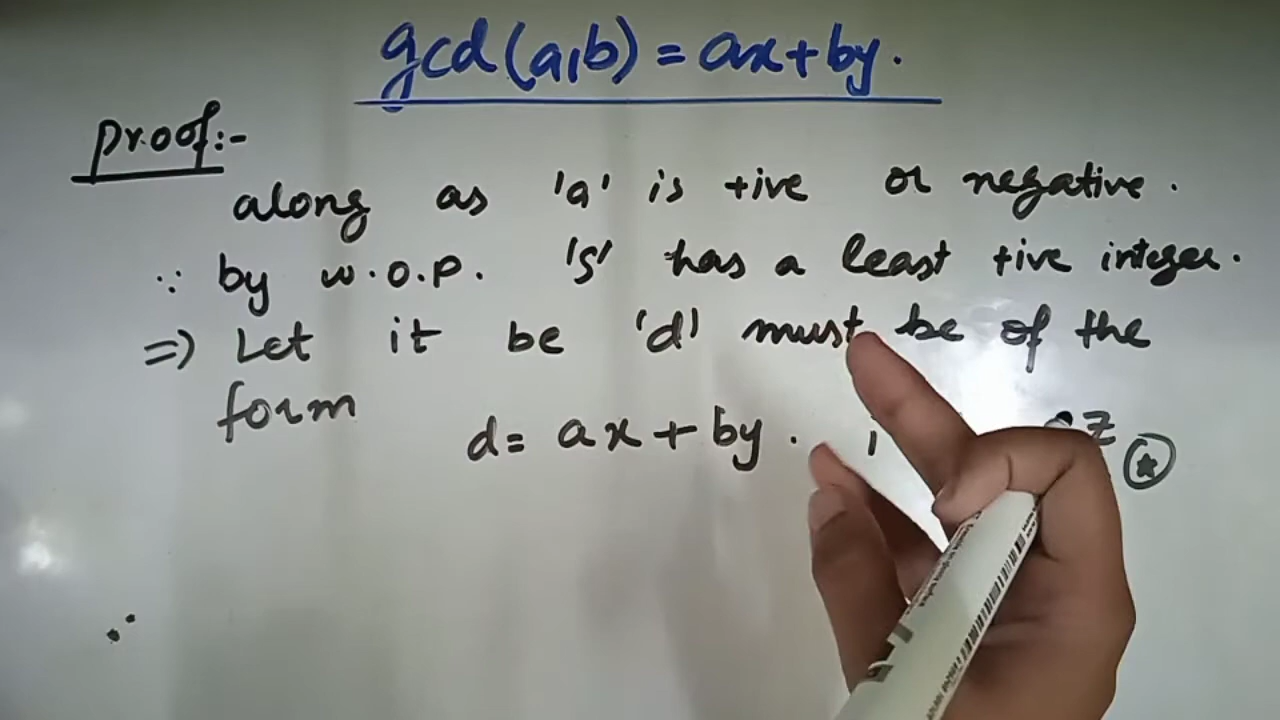 gcd(a,b) = ax+by.
Proof:-
along as 'a' is +ive or negative.
∵ by w.o.p. 's' has a least +ive integer.
=) Let it be 'd' must be of the
form
d= ax+by.